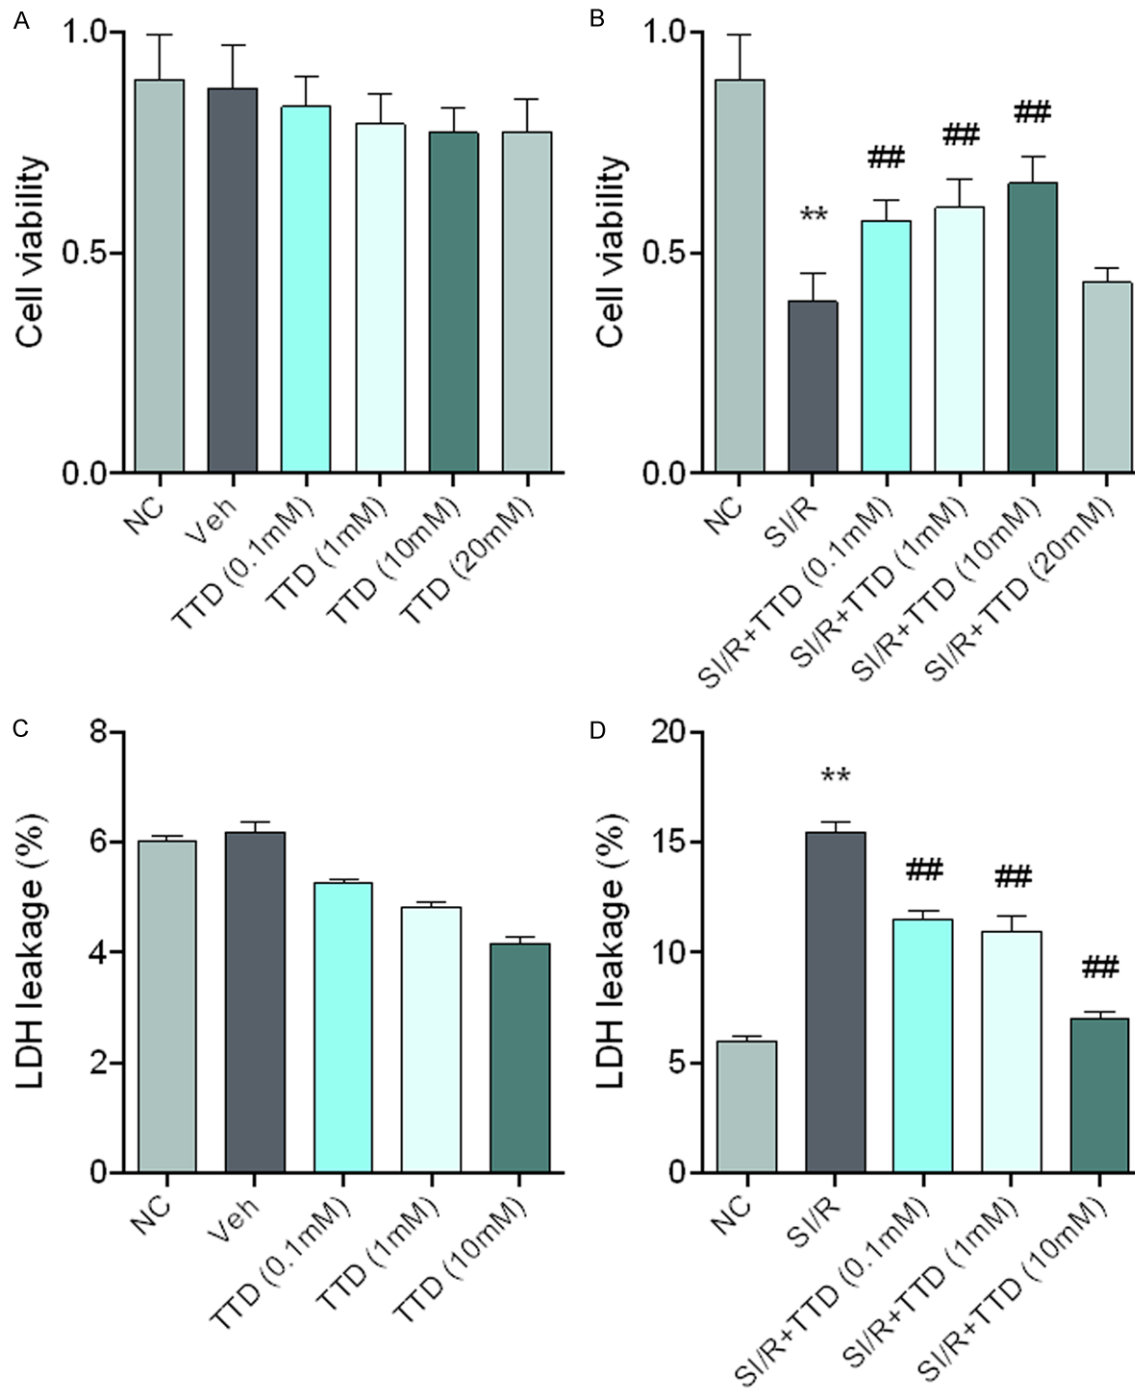 A
Cell viability
1.0
0.5
0.0
NC
Veh
TTD (0.1mM)
TTD (1mM)
TTD (10mM)
TTD (20mM)
B
Cell viability
1.0
0.5
0.0
**
##
##
##
NC
SI/R
SI/R+TTD (0.1mM)
SI/R+TTD (1mM)
SI/R+TTD (10mM)
SI/R+TTD (20mM)
C
LDH leakage (%)
8
6
4
2
0
NC
Veh
TTD (0.1mM)
TTD (1mM)
TTD (10mM)
D
LDH leakage (%)
20
15
10
5
0
**
##
##
##
NC
SI/R
SI/R+TTD (0.1mM)
SI/R+TTD (1mM)
SI/R+TTD (10mM)